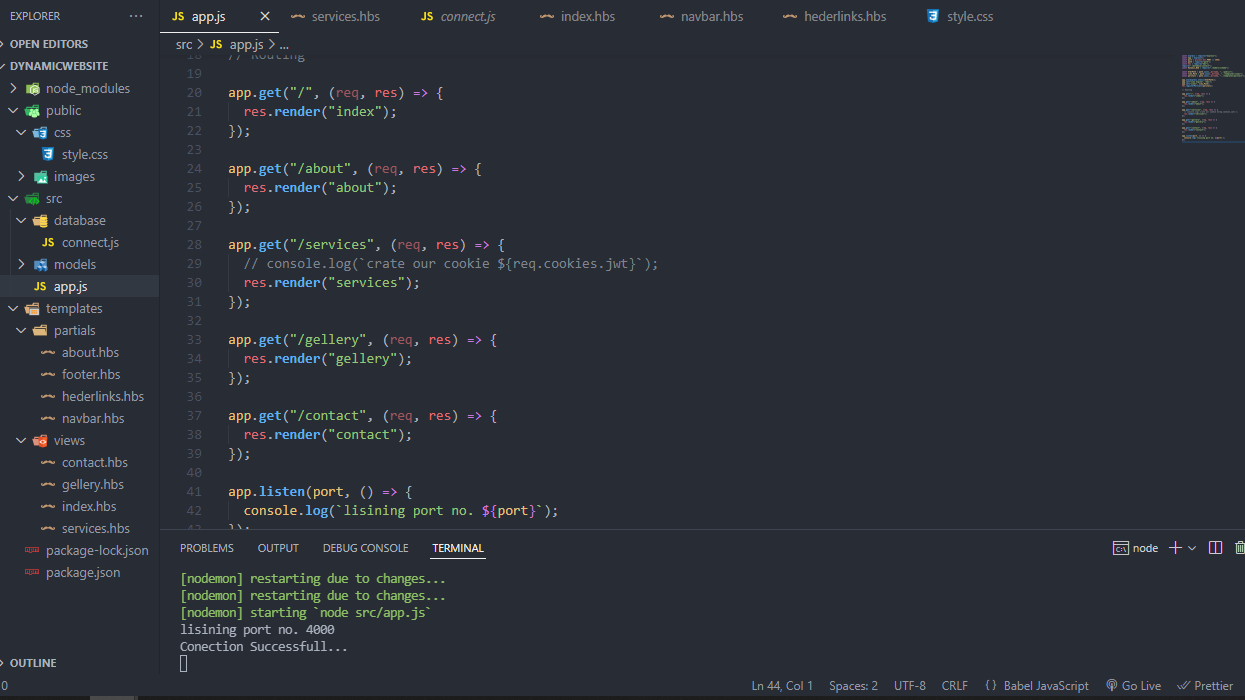 EXPLORER
...
OPEN EDITORS
DYNAMICWEBSITE
node_modules
public
css
style.css
images
src
database
JS connect.js
models
JS app.js
templates
partials
about.hbs
footer.hbs
hederlinks.hbs
navbar.hbs
views
contact.hbs
gellery.hbs
index.hbs
services.hbs
package-lock.json
package.json
OUTLINE
0
JS app.js services.hbs JS connect.js index.hbs navbar.hbs hederlinks.hbs style.css
src > JS app.js > ...
18 // Routing
19
20 app.get("/", (req, res) => {
21 res.render("index");
22 });
23
24 app.get("/about", (req, res) => {
25 res.render("about");
26 });
27
28 app.get("/services", (req, res) => {
29 // console.log(`crate our cookie ${req.cookies.jwt}`);
30 res.render("services");
31 });
32
33 app.get("/gellery", (req, res) => {
34 res.render("gellery");
35 });
36
37 app.get("/contact", (req, res) => {
38 res.render("contact");
39 });
40
41 app.listen(port, () => {
42 console.log(`lisining port no. ${port}`);
43 });
PROBLEMS OUTPUT DEBUG CONSOLE TERMINAL node
[nodemon] restarting due to changes...
[nodemon] restarting due to changes...
[nodemon] starting `node src/app.js`
lisining port no. 4000
Conection Successfull...
Ln 44, Col 1 Spaces: 2 UTF-8 CRLF {} Babel JavaScript Go Live Prettier